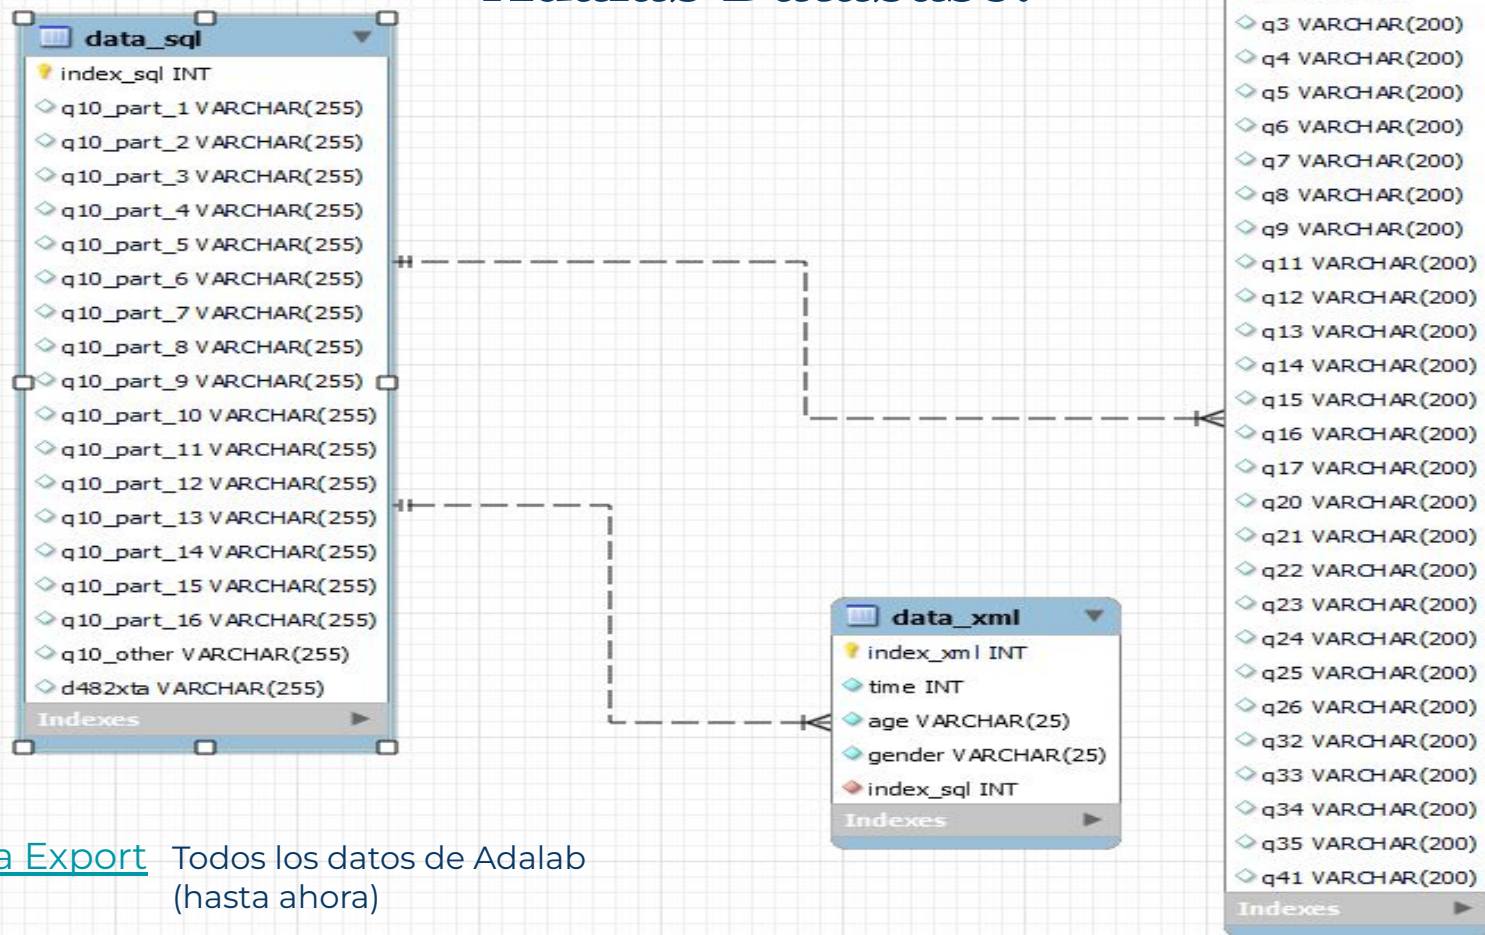 data_sql
index_sql INT
q10_part_1 VARCHAR(255)
q10_part_2 VARCHAR(255)
q10_part_3 VARCHAR(255)
q10_part_4 VARCHAR(255)
q10_part_5 VARCHAR(255)
q10_part_6 VARCHAR(255)
q10_part_7 VARCHAR(255)
q10_part_8 VARCHAR(255)
q10_part_9 VARCHAR(255)
q10_part_10 VARCHAR(255)
q10_part_11 VARCHAR(255)
q10_part_12 VARCHAR(255)
q10_part_13 VARCHAR(255)
q10_part_14 VARCHAR(255)
q10_part_15 VARCHAR(255)
q10_part_16 VARCHAR(255)
q10_other VARCHAR(255)
d482xta VARCHAR(255)
Indexes
data_xml
index_xml INT
time INT
age VARCHAR(25)
gender VARCHAR(25)
index_sql INT
Indexes
q3 VARCHAR(200)
q4 VARCHAR(200)
q5 VARCHAR(200)
q6 VARCHAR(200)
q7 VARCHAR(200)
q8 VARCHAR(200)
q9 VARCHAR(200)
q11 VARCHAR(200)
q12 VARCHAR(200)
q13 VARCHAR(200)
q14 VARCHAR(200)
q15 VARCHAR(200)
q16 VARCHAR(200)
q17 VARCHAR(200)
q20 VARCHAR(200)
q21 VARCHAR(200)
q22 VARCHAR(200)
q23 VARCHAR(200)
q24 VARCHAR(200)
q25 VARCHAR(200)
q26 VARCHAR(200)
q32 VARCHAR(200)
q33 VARCHAR(200)
q34 VARCHAR(200)
q35 VARCHAR(200)
q41 VARCHAR(200)
Indexes
a Export Todos los datos de Adalab
(hasta ahora)